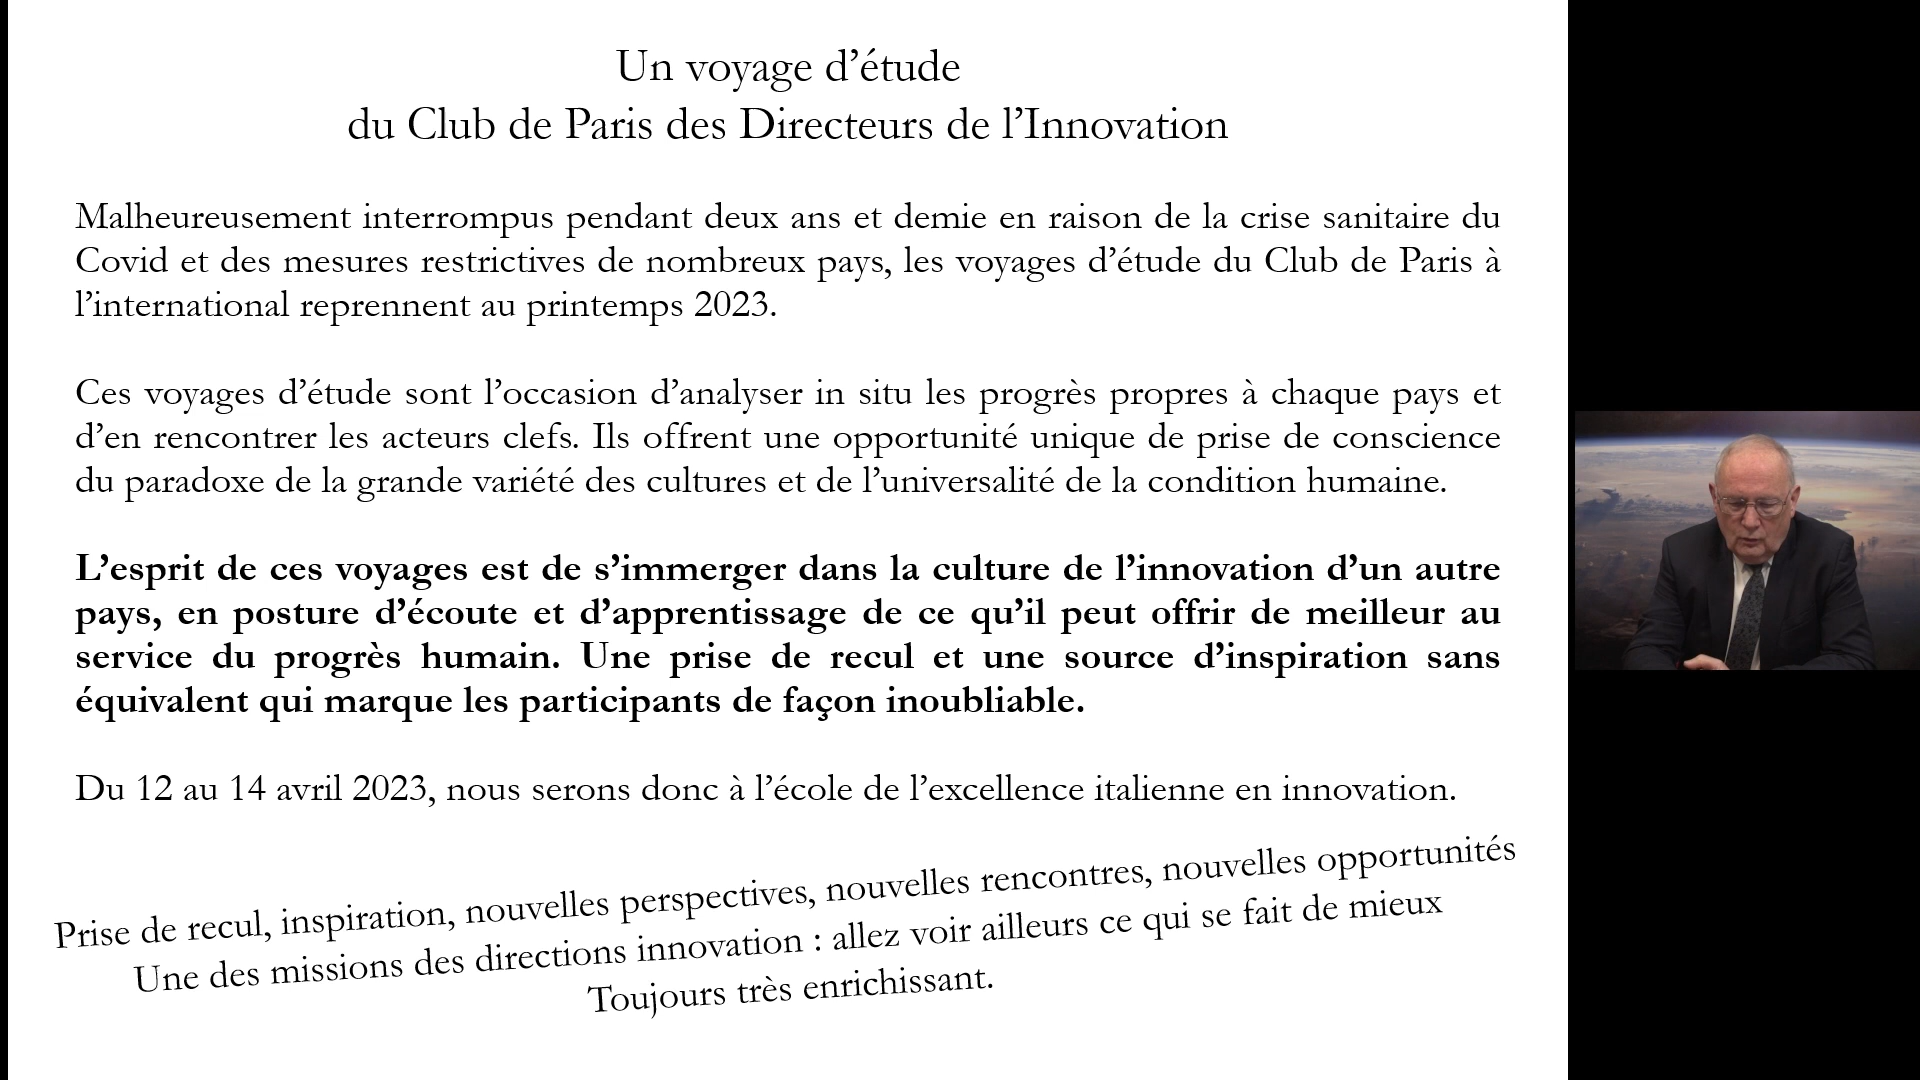 Un voyage d’étude
du Club de Paris des Directeurs de l’Innovation
Malheureusement interrompus pendant deux ans et demie en raison de la crise sanitaire du
Covid et des mesures restrictives de nombreux pays, les voyages d’étude du Club de Paris à
l’international reprennent au printemps 2023.
Ces voyages d’étude sont l’occasion d’analyser in situ les progrès propres à chaque pays et
d’en rencontrer les acteurs clefs. Ils offrent une opportunité unique de prise de conscience
du paradoxe de la grande variété des cultures et de l’universalité de la condition humaine.
L’esprit de ces voyages est de s’immerger dans la culture de l’innovation d’un autre
pays, en posture d’écoute et d’apprentissage de ce qu’il peut offrir de meilleur au
service du progrès humain. Une prise de recul et une source d’inspiration sans
équivalent qui marque les participants de façon inoubliable.
Du 12 au 14 avril 2023, nous serons donc à l’école de l’excellence italienne en innovation.
Prise de recul, inspiration, nouvelles perspectives, nouvelles rencontres, nouvelles opportunités
Une des missions des directions innovation : allez voir ailleurs ce qui se fait de mieux
Toujours très enrichissant.